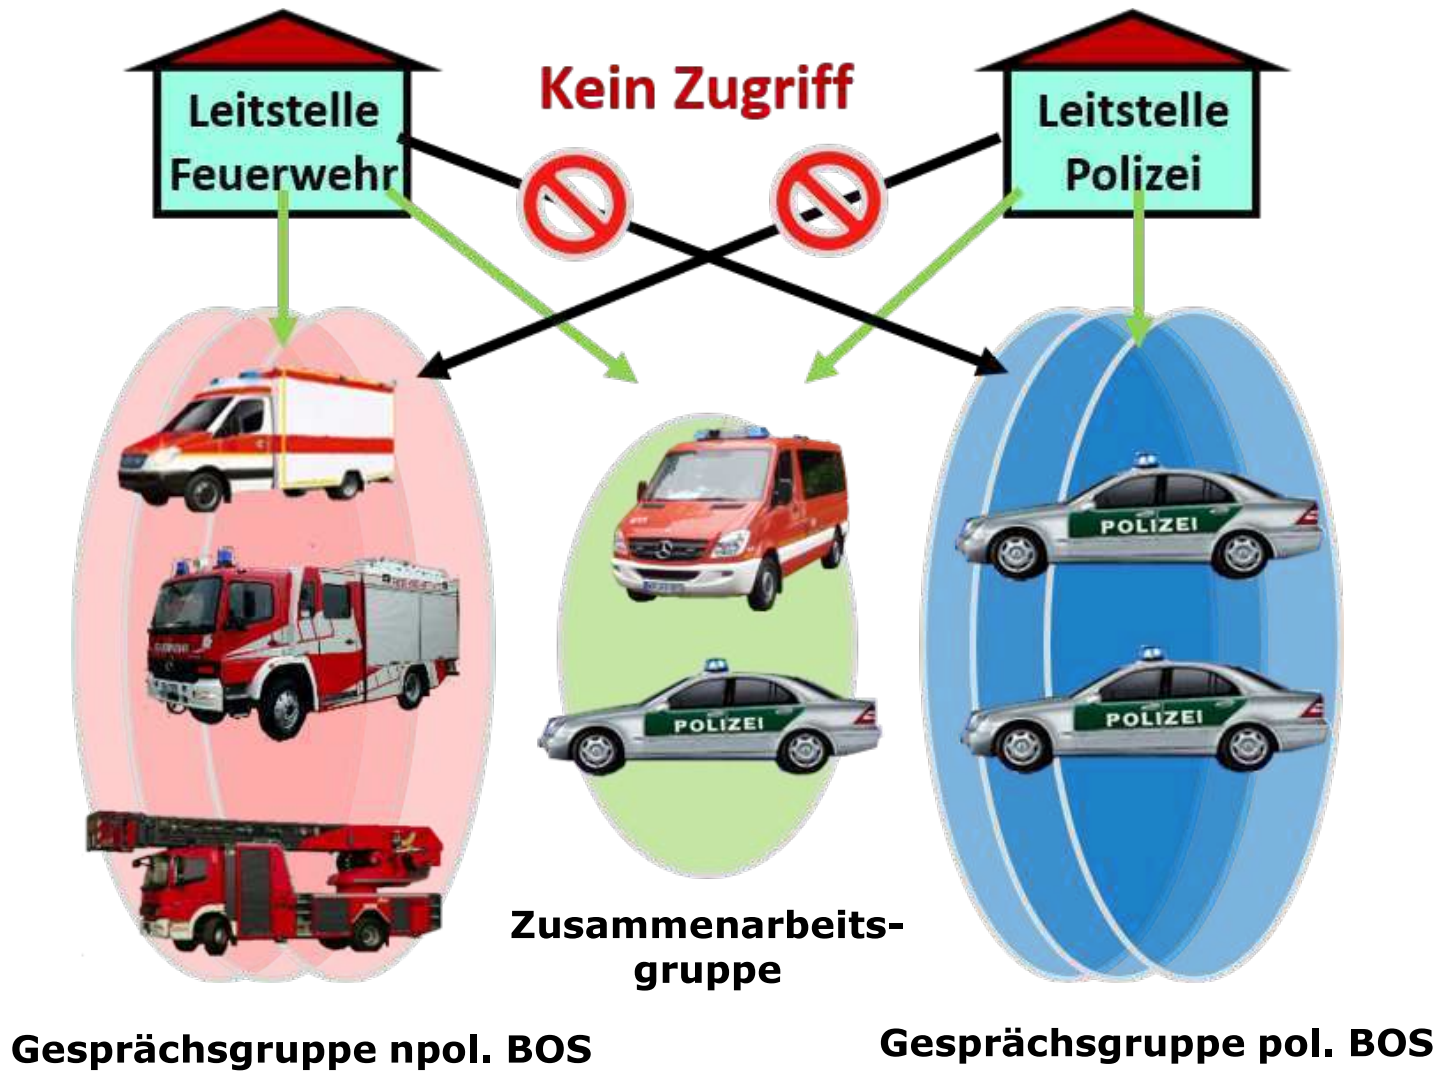 Kein Zugriff
Leitstelle
Feuerwehr
Leitstelle
Polizei
POLIZEI
POLIZEI
POLIZEI
Zusammenarbeits-
gruppe
Gesprächsgruppe npol. BOS
Gesprächsgruppe pol. BOS